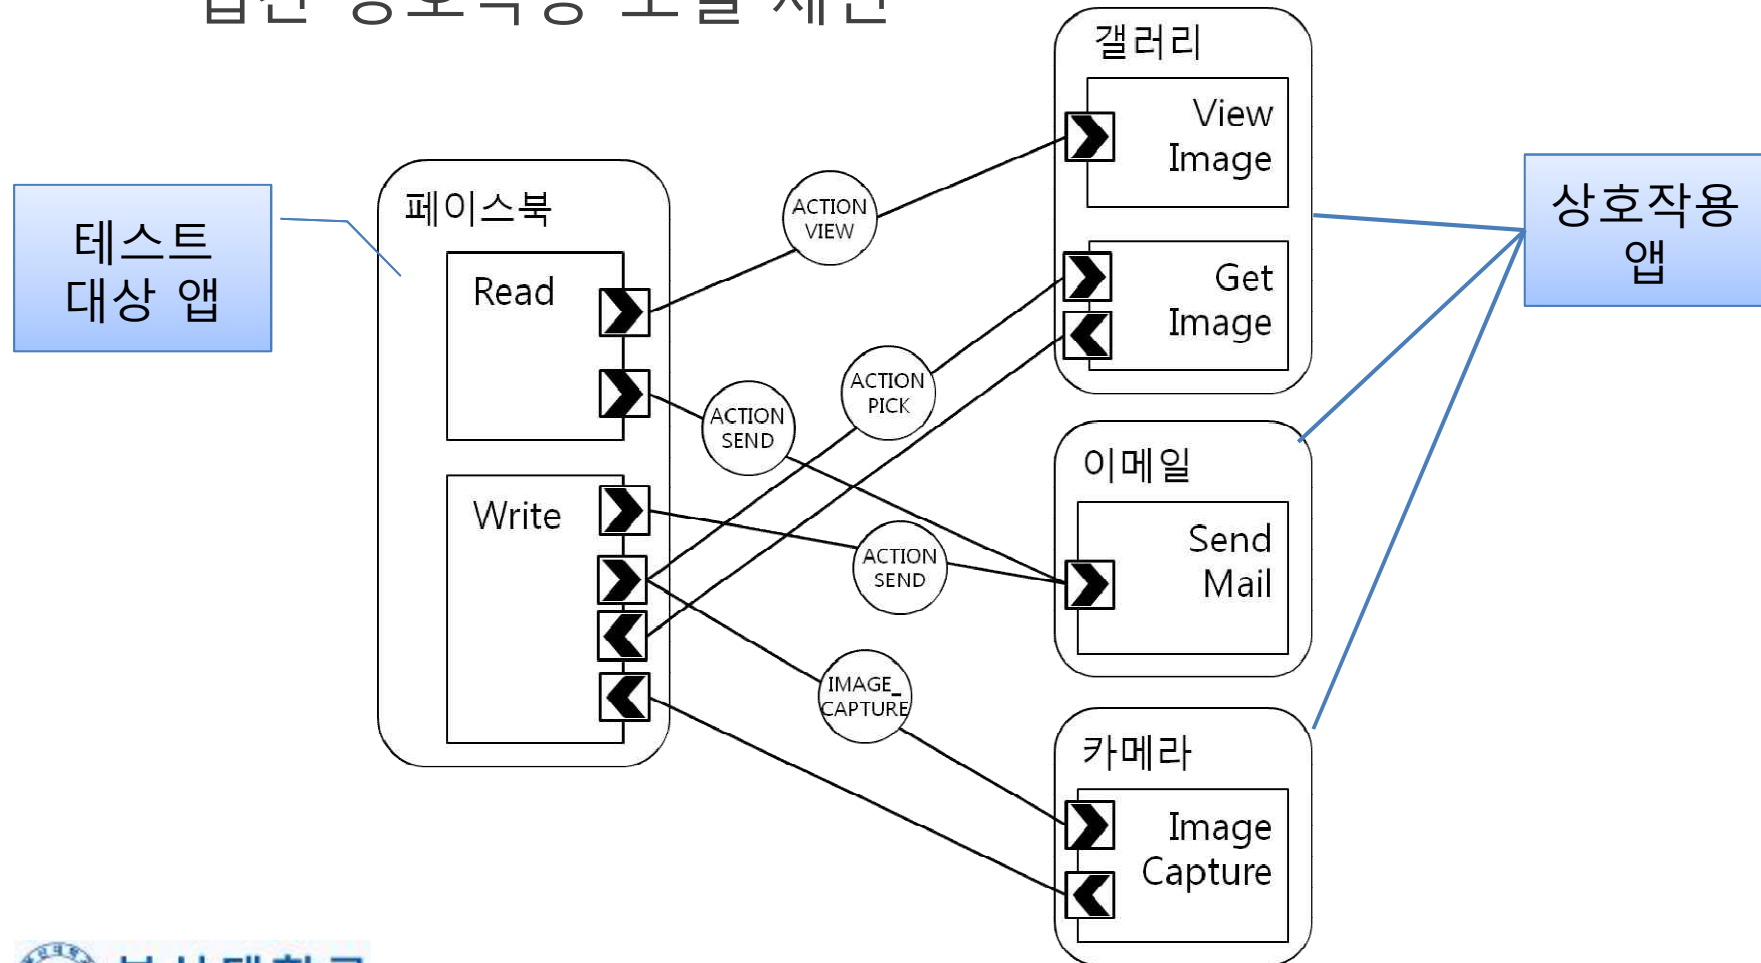 페이스북
Read
Write
테스트
대상 앱
ACTION
VIEW
ACTION
SEND
ACTION
PICK
ACTION
SEND
IMAGE_
CAPTURE
갤러리
View
Image
Get
Image
이메일
Send
Mail
카메라
Image
Capture
상호작용
앱